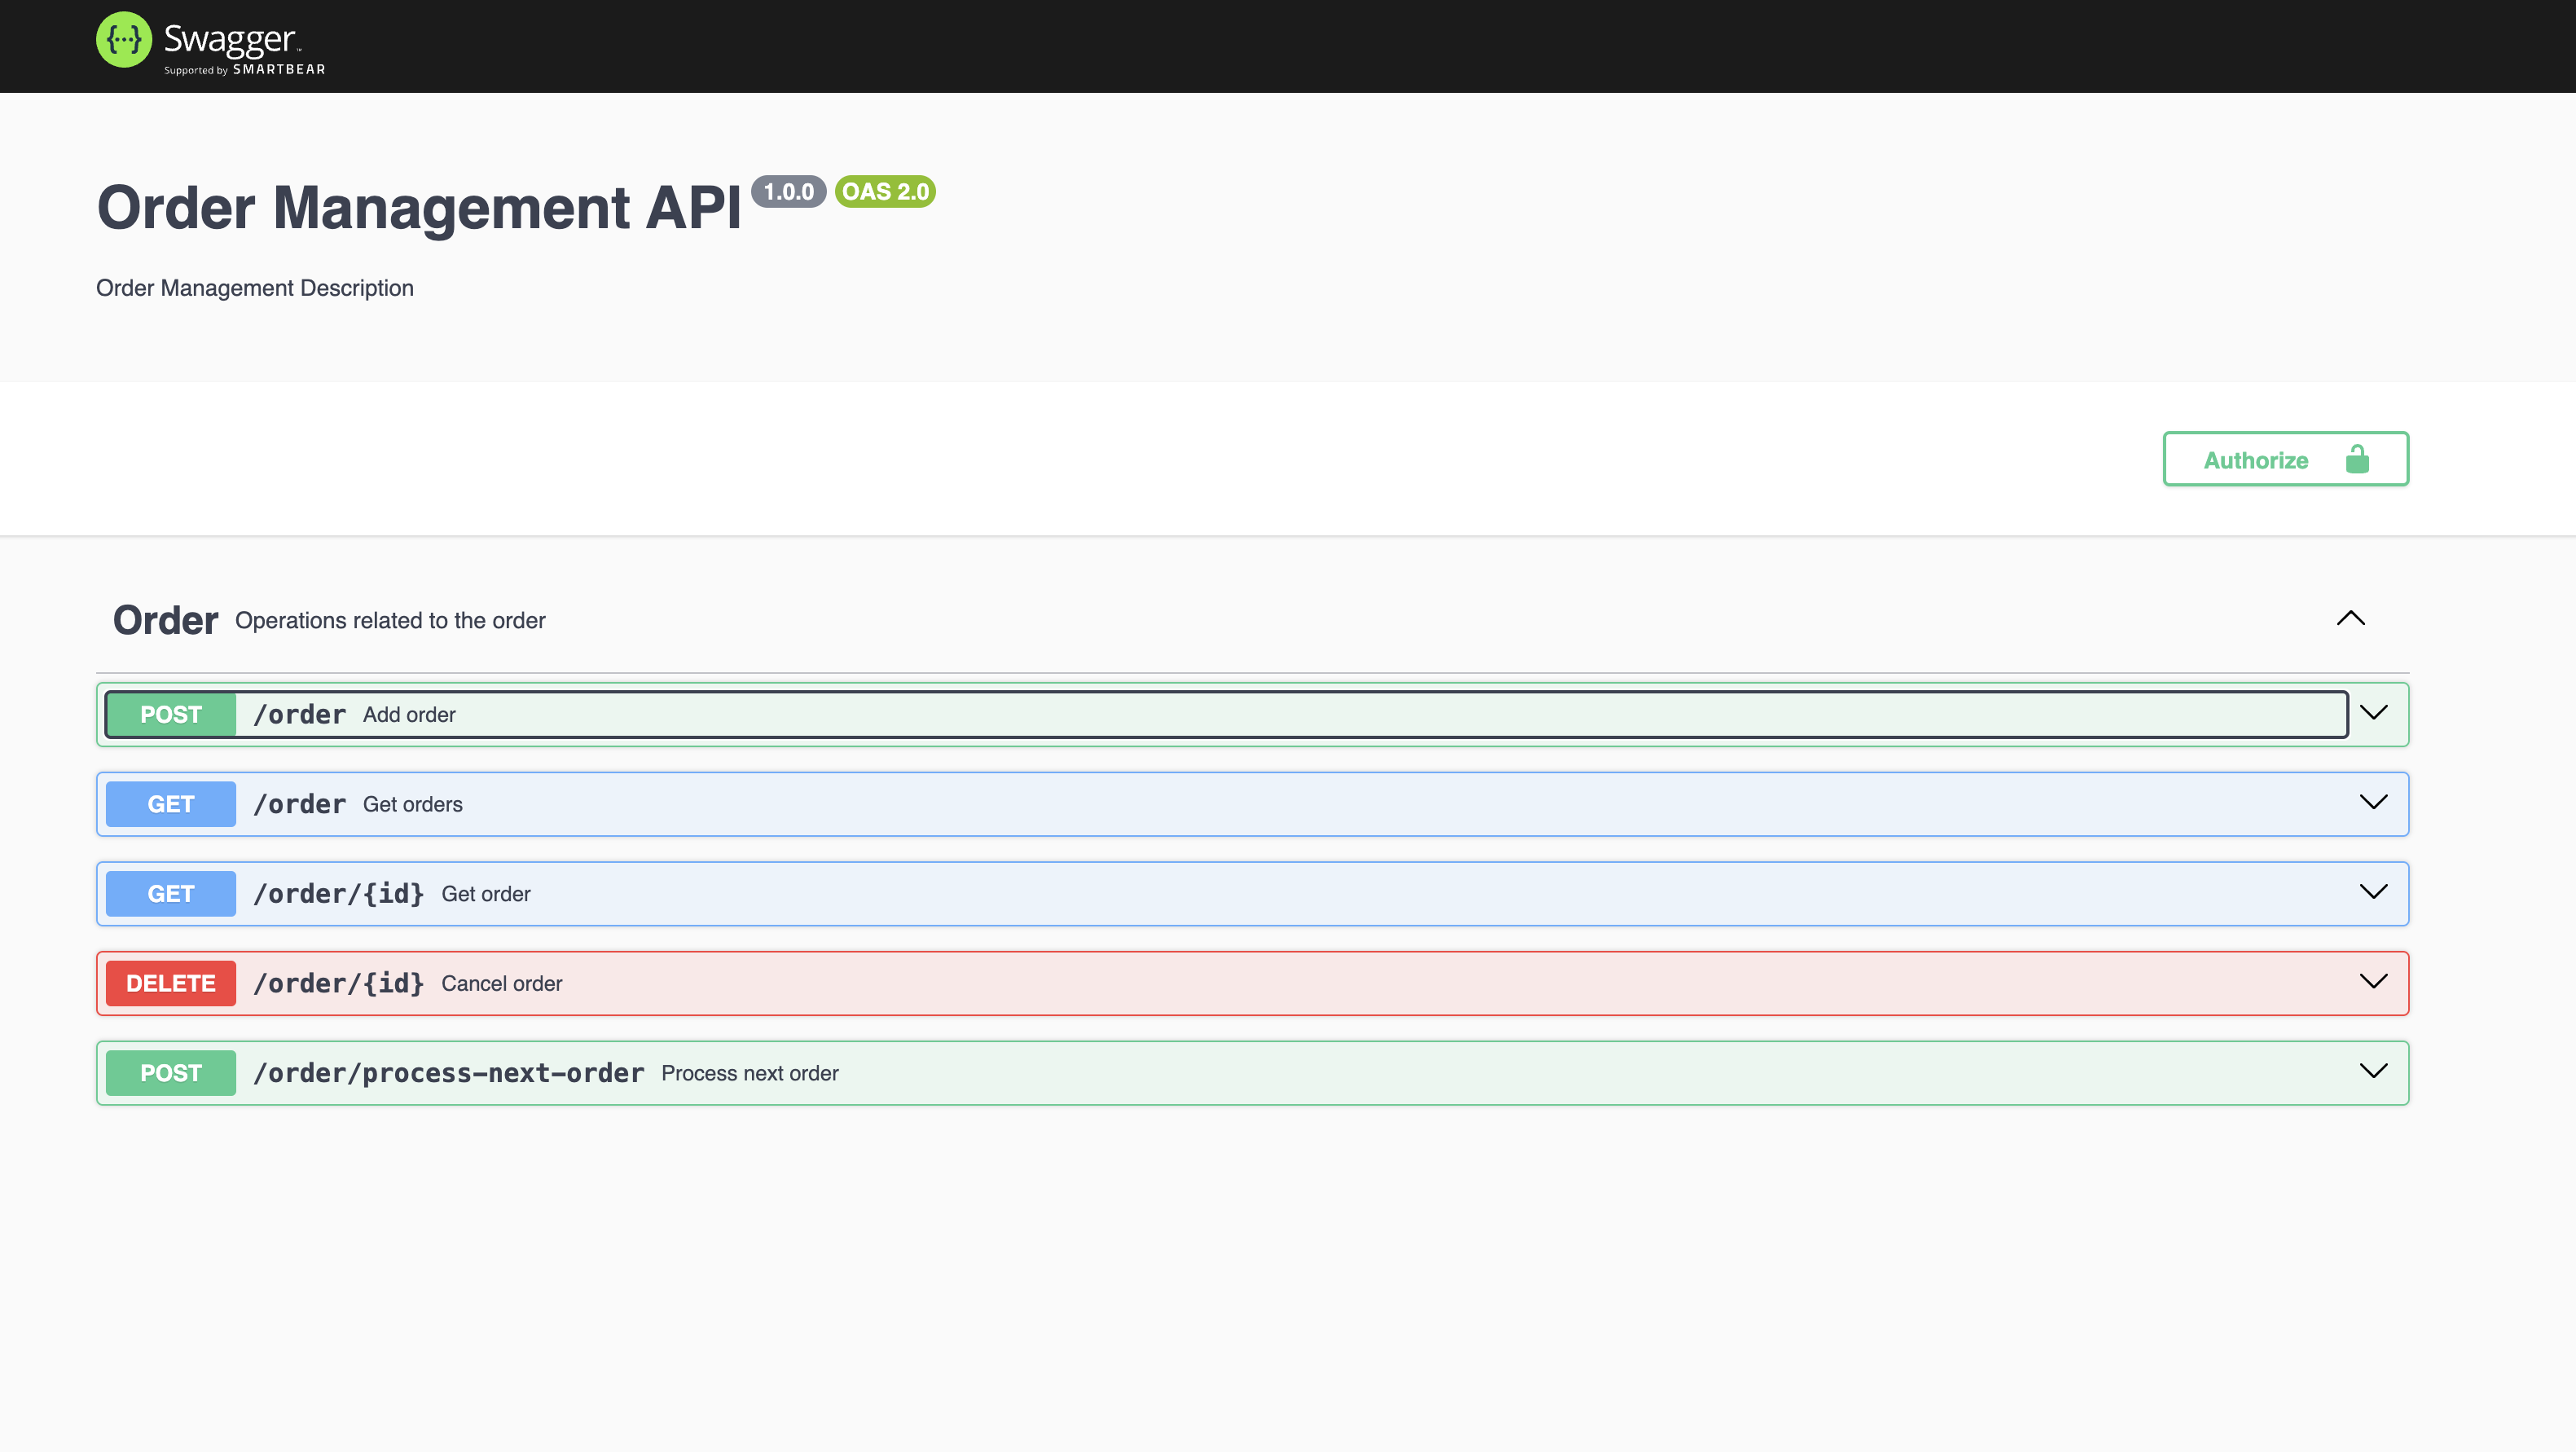 {···} Swagger™
Supported by SMARTBEAR
Order Management API 1.0.0 OAS 2.0
Order Management Description
Authorize
Order Operations related to the order
POST /order Add order
GET /order Get orders
GET /order/{id} Get order
DELETE /order/{id} Cancel order
POST /order/process-next-order Process next order